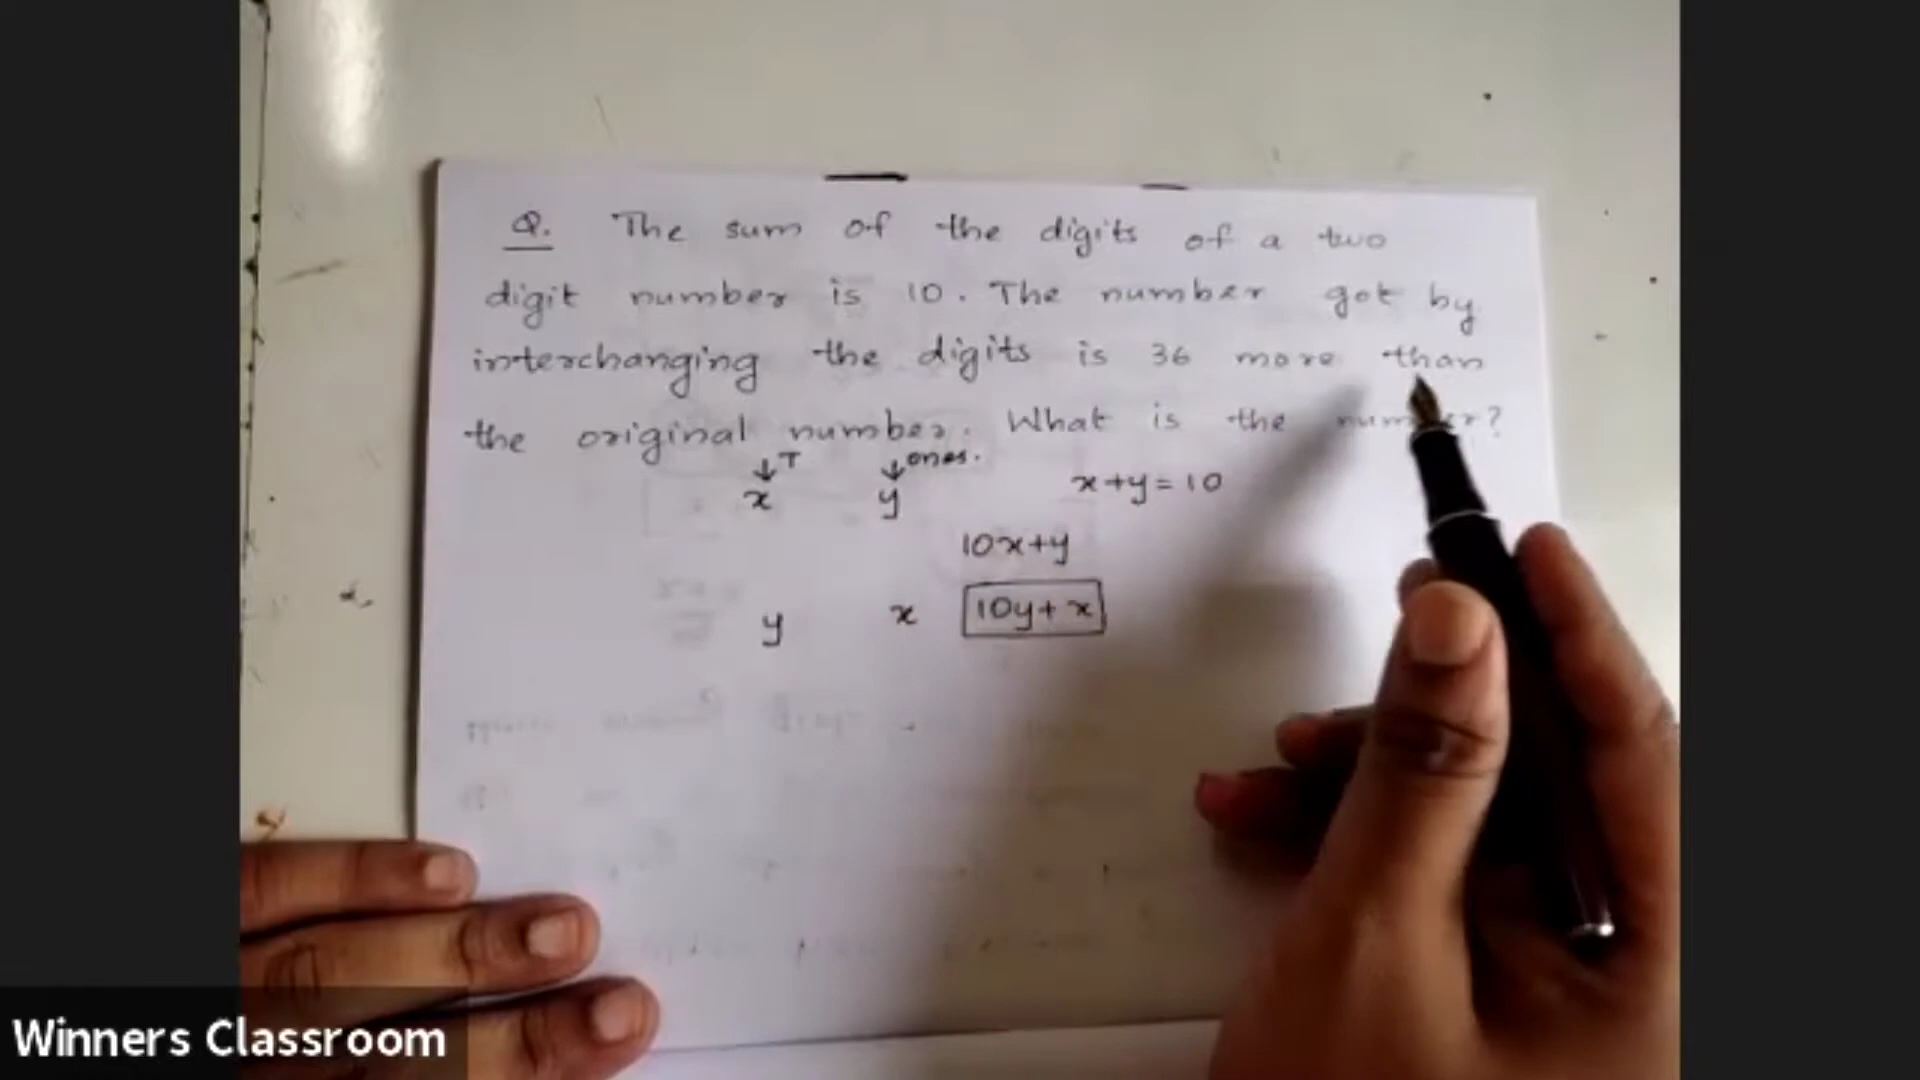 Q. The sum of the digits of a two
digit number is 10. The number got by
interchanging the digits is 36 more than
the original number. What is the number?
↓T ↓ones.
x y x+y=10
10x+y
y x 10y+x
Winners Classroom